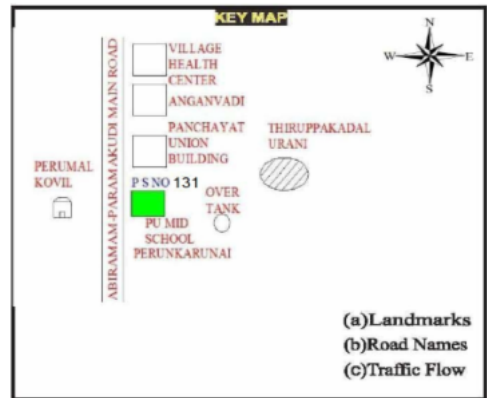 KEY MAP
N
W
E
S
ABIRAMAM-PARAMAKUDI MAIN ROAD
VILLAGE
HEALTH
CENTER
ANGANVADI
PANCHAYAT
UNION
BUILDING
THIRUPPAKADAL
URANI
PERUMAL
KOVIL
P S NO 131
OVER
TANK
PU MID
SCHOOL
PERUNKARUNAI
(a)Landmarks
(b)Road Names
(c)Traffic Flow